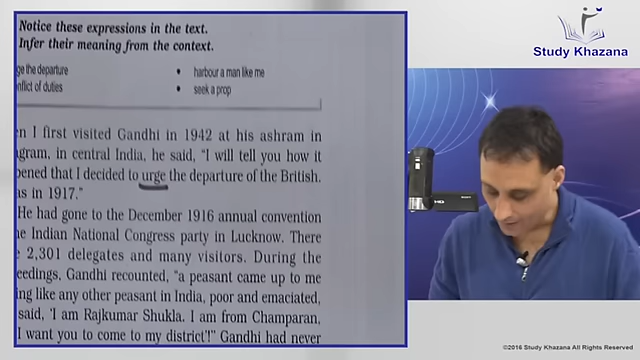 Notice these expressions in the text.
Infer their meaning from the context.
ge the departure
• harbour a man like me
nflict of duties
• seek a prop
en I first visited Gandhi in 1942 at his ashram in
agram, in central India, he said, “I will tell you how it
pened that I decided to urge the departure of the British.
as in 1917.”
He had gone to the December 1916 annual convention
he Indian National Congress party in Lucknow. There
e 2,301 delegates and many visitors. During the
eedings, Gandhi recounted, “a peasant came up to me
ing like any other peasant in India, poor and emaciated,
said, ‘I am Rajkumar Shukla. I am from Champaran,
I want you to come to my district’!” Gandhi had never
Study Khazana
HD
SONY
©2016 Study Khazana All Rights Reserved